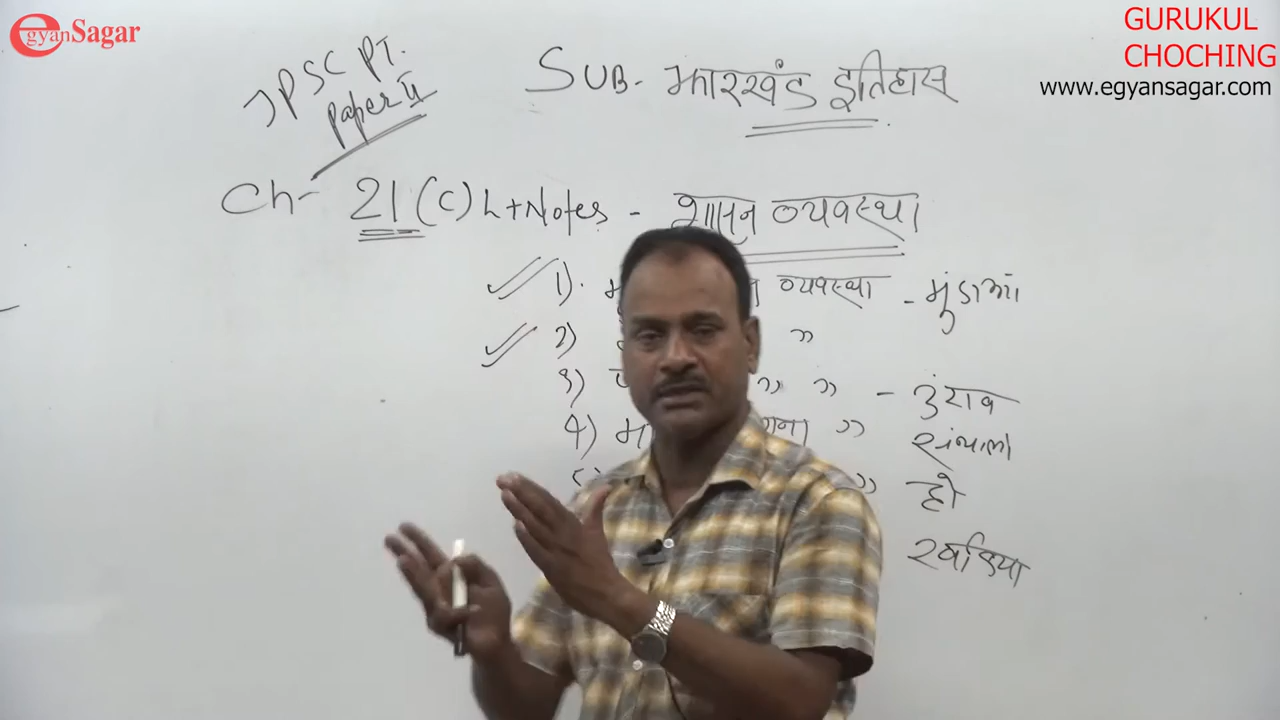 egyanSagar
GURUKUL
CHOCHING
www.egyansagar.com
JPSC PT.
Paper II
SUB- झारखंड इतिहास
Ch- 21 (C) L+Notes - शासन व्यवस्था
1). व्यवस्था - मुंडाओं
2) "
3) " " - उंराव
4) " संथालो
" हो
खड़िया